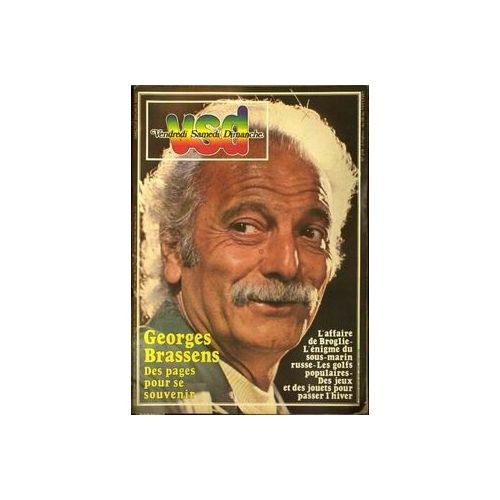 vsd
Vendredi Samedi Dimanche
Georges
Brassens
Des pages
pour se
souvenir
L'affaire
de Broglie-
L'énigme du
sous-marin
russe-Les golfs
populaires-
Des jeux
et des jouets pour
passer l'hiver